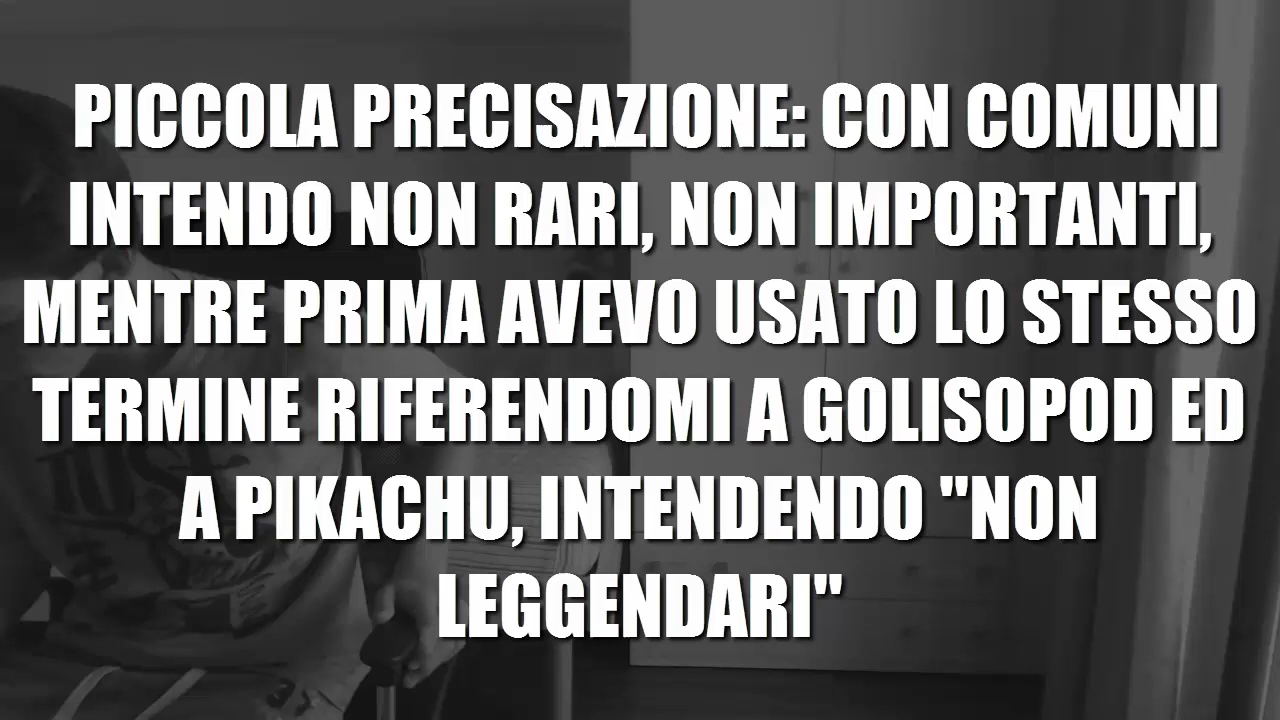 PICCOLA PRECISAZIONE: CON COMUNI
INTENDO NON RARI, NON IMPORTANTI,
MENTRE PRIMA AVEVO USATO LO STESSO
TERMINE RIFERENDOMI A GOLISOPOD ED
A PIKACHU, INTENDENDO "NON
LEGGENDARI"